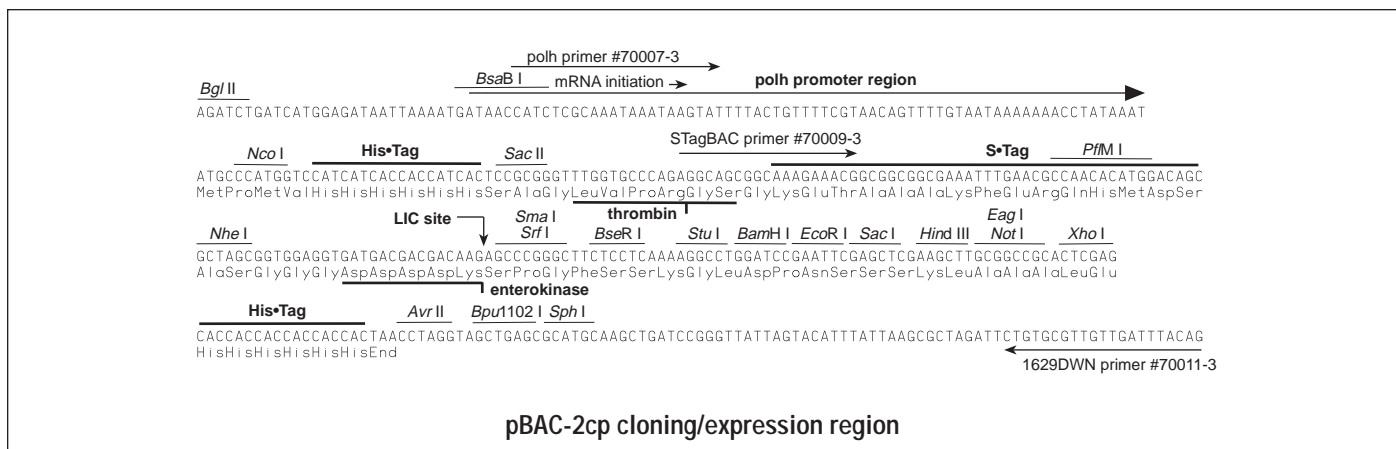 polh primer #70007-3
BsaB I mRNA initiation polh promoter region
Bgl II
AGATCTGATCATGGAGATAATTAAAATGATAACCATCTCGCAAATAAATAAGTATTTTACTGTTTTCGTAACAGTTTTGTAATAAAAAAACCTATAAAT
STagBAC primer #70009-3
Nco I His•Tag Sac II S•Tag PflM I
ATGCCCATGGTCCATCATCACCACCATCACTCCGCGGGTTTGGTGCCCAGAGGCAGCGGCAAAGAAACGGCGGCGGCGAAATTTGAACGCCAACACATGGACAGC
MetProMetValHisHisHisHisHisHisSerAlaGlyLeuValProArgGlySerGlyLysGluThrAlaAlaAlaLysPheGluArgGlnHisMetAspSer
thrombin
LIC site Sma I Eag I
Nhe I Srf I BseR I Stu I BamH I EcoR I Sac I Hind III Not I Xho I
GCTAGCGGTGGAGGTGATGACGACGACAAGAGCCCGGGCTTCTCCTCAAAAGGCCTGGATCCGAATTCGAGCTCGAAGCTTGCGGCCGCACTCGAG
AlaSerGlyGlyGlyAspAspAspAspLysSerProGlyPheSerSerLysGlyLeuAspProAsnSerSerSerLysLeuAlaAlaAlaLeuGlu
enterokinase
His•Tag Avr II Bpu1102 I Sph I
CACCACCACCACCACCACTAACCTAGGTAGCTGAGCGCATGCAAGCTGATCCGGGTTATTAGTACATTTATTAAGCGCTAGATTCTGTGCGTTGTTGATTTACAG
HisHisHisHisHisHisEnd
1629DWN primer #70011-3
pBAC-2cp cloning/expression region